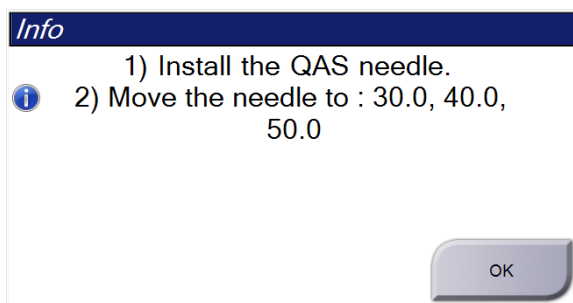 Info
1) Install the QAS needle.
2) Move the needle to : 30.0, 40.0,
50.0
OK